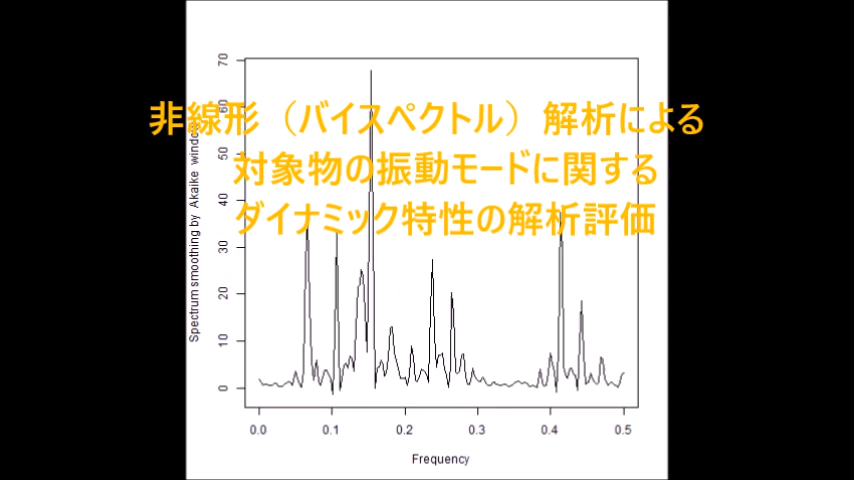 非線形（バイスペクトル）解析による
対象物の振動モードに関する
ダイナミック特性の解析評価
Spectrum smoothing by Akaike window
70
60
50
40
30
20
10
0
0.0 0.1 0.2 0.3 0.4 0.5
Frequency